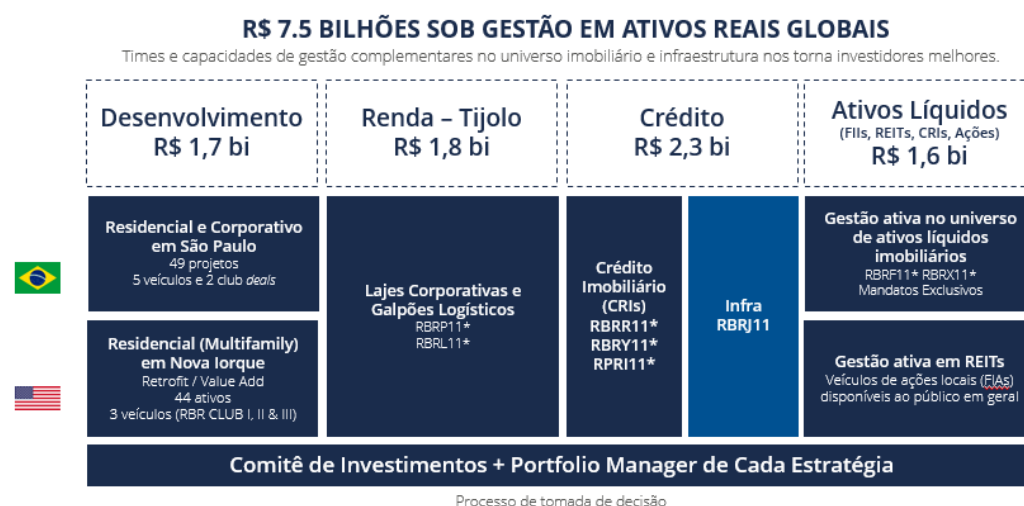 R$ 7.5 BILHÕES SOB GESTÃO EM ATIVOS REAIS GLOBAIS
Times e capacidades de gestão complementares no universo imobiliário e infraestrutura nos torna investidores melhores.
Desenvolvimento
R$ 1,7 bi
Renda – Tijolo
R$ 1,8 bi
Crédito
R$ 2,3 bi
Ativos Líquidos
(FIIs, REITs, CRIs, Ações)
R$ 1,6 bi
Residencial e Corporativo
em São Paulo
49 projetos
5 veículos e 2 club deals
Residencial (Multifamily)
em Nova Iorque
Retrofit / Value Add
44 ativos
3 veículos (RBR CLUB I, II & III)
Lajes Corporativas e
Galpões Logísticos
RBRP11*
RBRL11*
Crédito
Imobiliário
(CRIs)
RBRR11*
RBRY11*
RPRI11*
Infra
RBRJ11
Gestão ativa no universo
de ativos líquidos
imobiliários
RBRF11* RBRX11*
Mandatos Exclusivos
Gestão ativa em REITs
Veículos de ações locais (FIAs)
disponíveis ao público em geral
Comitê de Investimentos + Portfolio Manager de Cada Estratégia
Processo de tomada de decisão